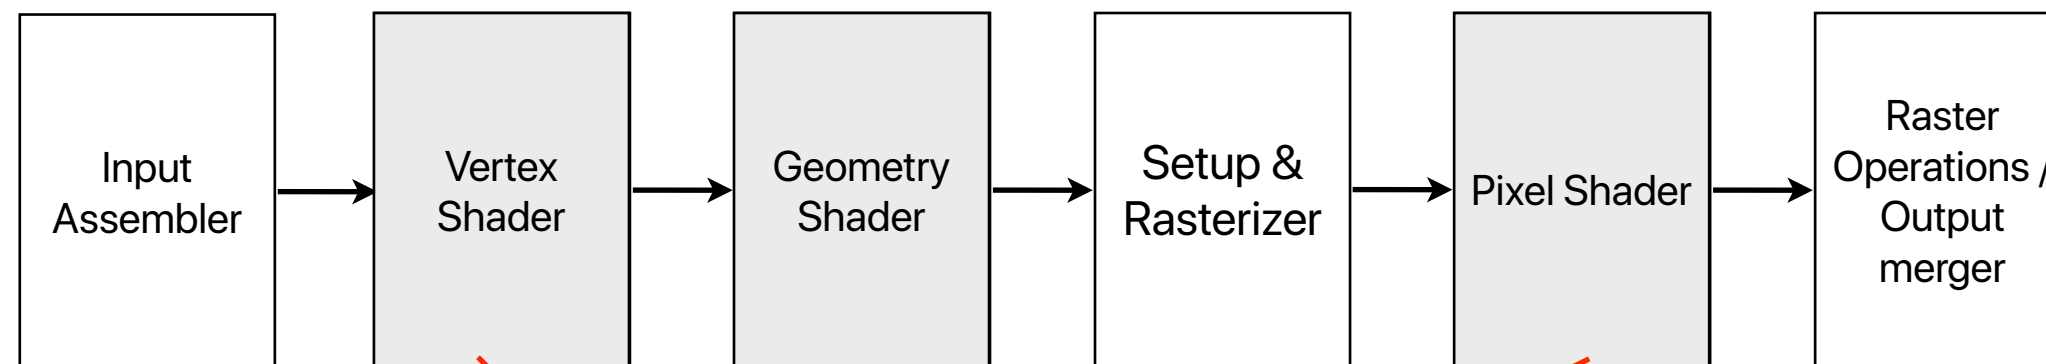 Input
Assembler
Vertex
Shader
Geometry
Shader
Setup &
Rasterizer
Pixel Shader
Raster
Operations /
Output
merger